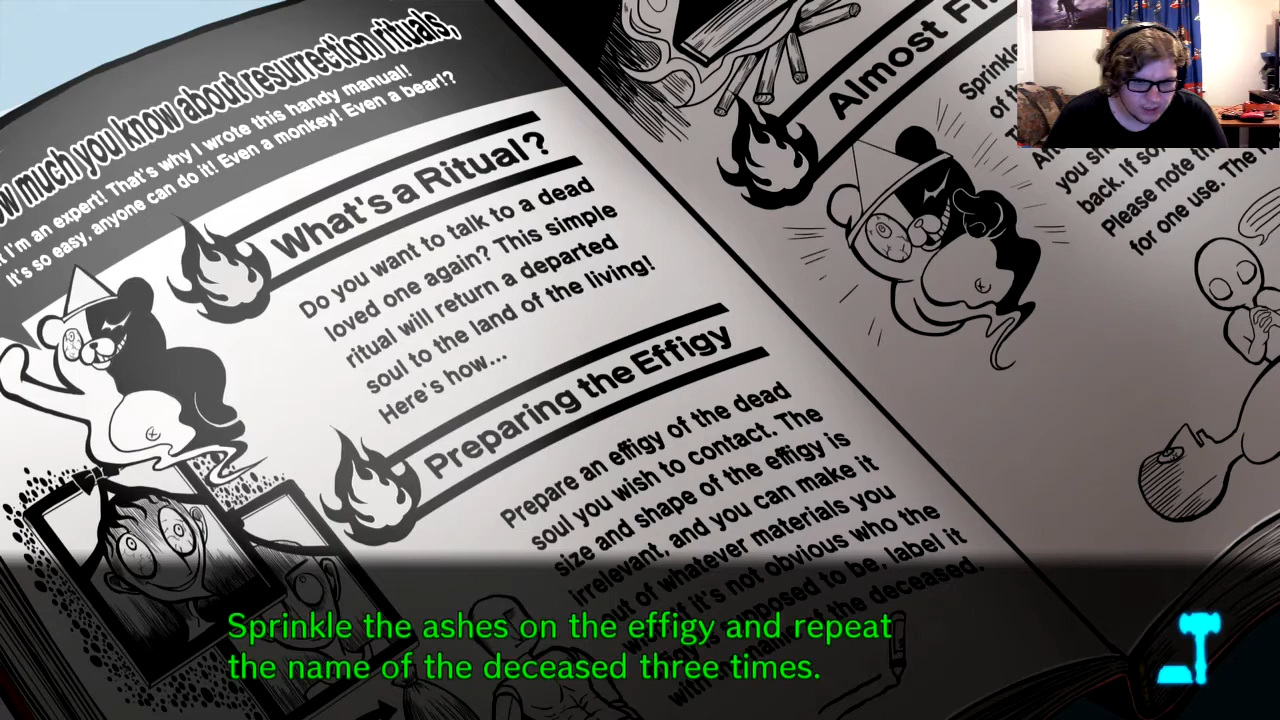 ow much you know about resurrection rituals,
I'm an expert! That's why I wrote this handy manual!
It's so easy, anyone can do it! Even a monkey! Even a bear!?
What's a Ritual?
Do you want to talk to a dead
loved one again? This simple
ritual will return a departed
soul to the land of the living!
Here's how...
Preparing the Effigy
Prepare an effigy of the dead
soul you wish to contact. The
size and shape of the effigy is
irrelevant, and you can make it
out of whatever materials you
it's not obvious who the
supposed to be, label it
with name of the deceased.
Almost
Sprinkle
of th
you
back. If
Please note
for one use. The
Sprinkle the ashes on the effigy and repeat
the name of the deceased three times.